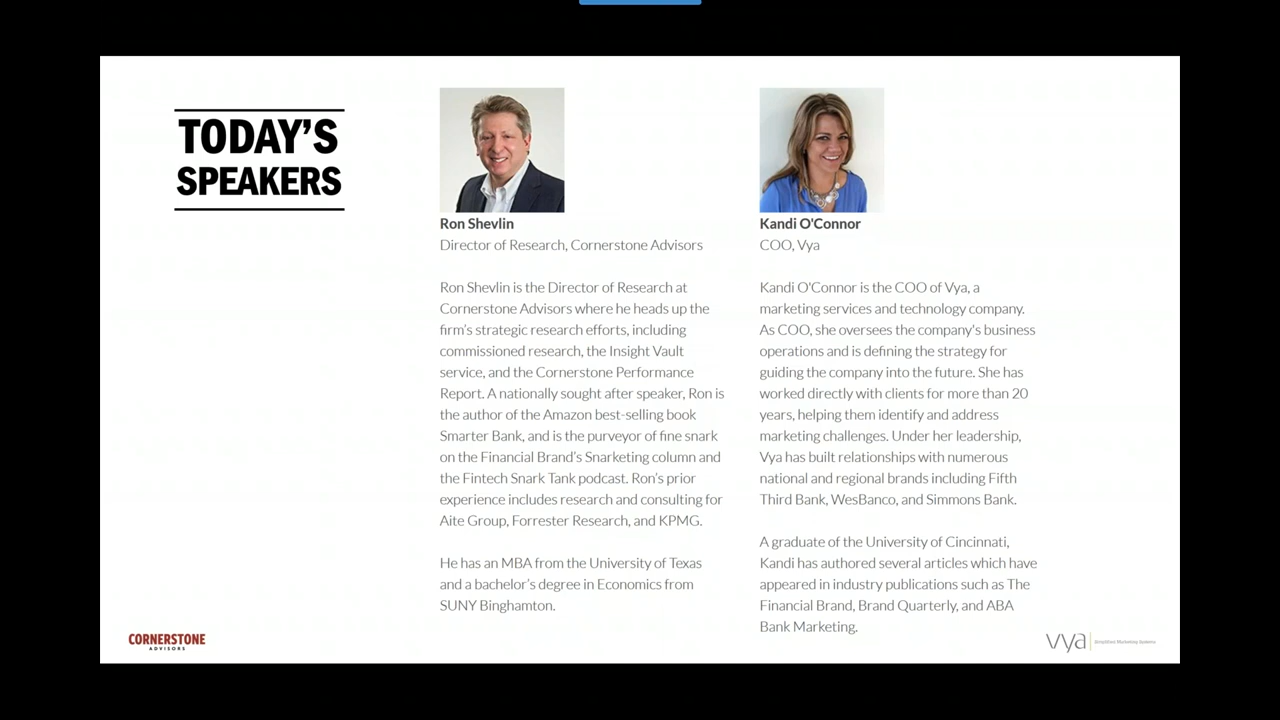 TODAY'S
SPEAKERS
Ron Shevlin
Director of Research, Cornerstone Advisors
Ron Shevlin is the Director of Research at
Cornerstone Advisors where he heads up the
firm's strategic research efforts, including
commissioned research, the Insight Vault
service, and the Cornerstone Performance
Report. A nationally sought after speaker, Ron is
the author of the Amazon best-selling book
Smarter Bank, and is the purveyor of fine snark
on the Financial Brand's Snarketing column and
the Fintech Snark Tank podcast. Ron's prior
experience includes research and consulting for
Aite Group, Forrester Research, and KPMG.
He has an MBA from the University of Texas
and a bachelor's degree in Economics from
SUNY Binghamton.
Kandi O'Connor
COO, Vya
Kandi O'Connor is the COO of Vya, a
marketing services and technology company.
As COO, she oversees the company's business
operations and is defining the strategy for
guiding the company into the future. She has
worked directly with clients for more than 20
years, helping them identify and address
marketing challenges. Under her leadership,
Vya has built relationships with numerous
national and regional brands including Fifth
Third Bank, WesBanco, and Simmons Bank.
A graduate of the University of Cincinnati,
Kandi has authored several articles which have
appeared in industry publications such as The
Financial Brand, Brand Quarterly, and ABA
Bank Marketing.
CORNERSTONE
ADVISORS
vya
Simplified Marketing Systems